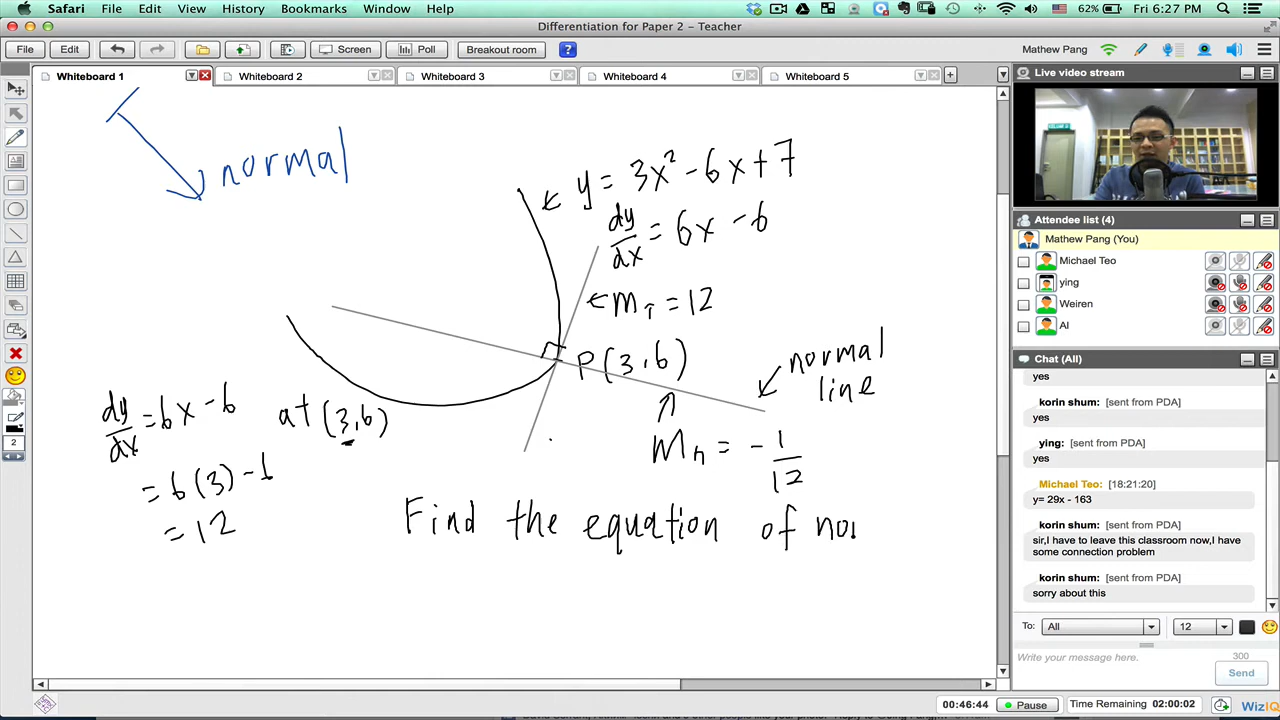 Safari File Edit View History Bookmarks Window Help
62% Fri 6:27 PM
Differentiation for Paper 2 - Teacher
File Edit Screen Poll Breakout room ? Mathew Pang
Whiteboard 1 Whiteboard 2 Whiteboard 3 Whiteboard 4 Whiteboard 5
normal
y = 3x² - 6x + 7
dy/dx = 6x - 6
m_T = 12
P(3,6)
normal
line
m_n = - 1/12
dy/dx = 6x - 6 at (3,6)
= 6(3) - 6
= 12
Find the equation of nor
2
Live video stream
Attendee list (4)
Mathew Pang (You)
Michael Teo
ying
Weiren
Al
Chat (All)
yes
korin shum: [sent from PDA]
yes
ying: [sent from PDA]
yes
Michael Teo: [18:21:20]
y= 29x - 163
korin shum: [sent from PDA]
sir,I have to leave this classroom now,I have
some connection problem
korin shum: [sent from PDA]
sorry about this
To: All 12
Write your message here... 300
Send
00:46:44 Pause Time Remaining 02:00:02 WizIQ